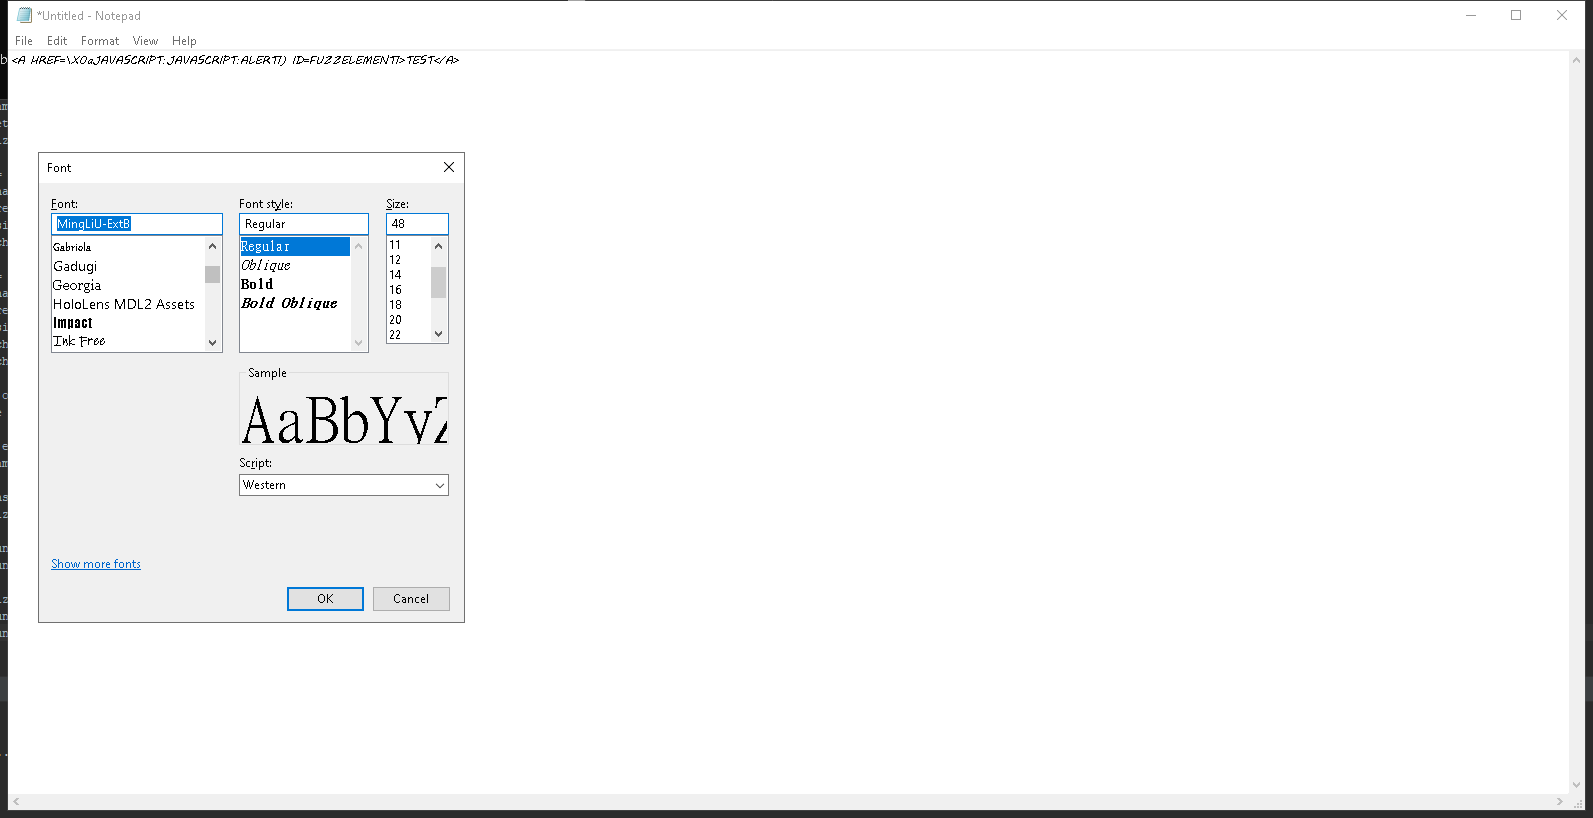 *Untitled - Notepad
File Edit Format View Help
<A HREF=\X0aJAVASCRIPT:JAVASCRIPT:ALERT1) ID=FUZZELEMENT1>TEST</A>
Font
Font: Font style: Size:
MingLiU-ExtB Regular 48
Gabriola Regular 11
Gadugi Oblique 12
Georgia Bold 14
HoloLens MDL2 Assets Bold Oblique 16
Impact 18
Ink Free 20
22
Sample
AaBbYyZ
Script:
Western
Show more fonts
OK Cancel